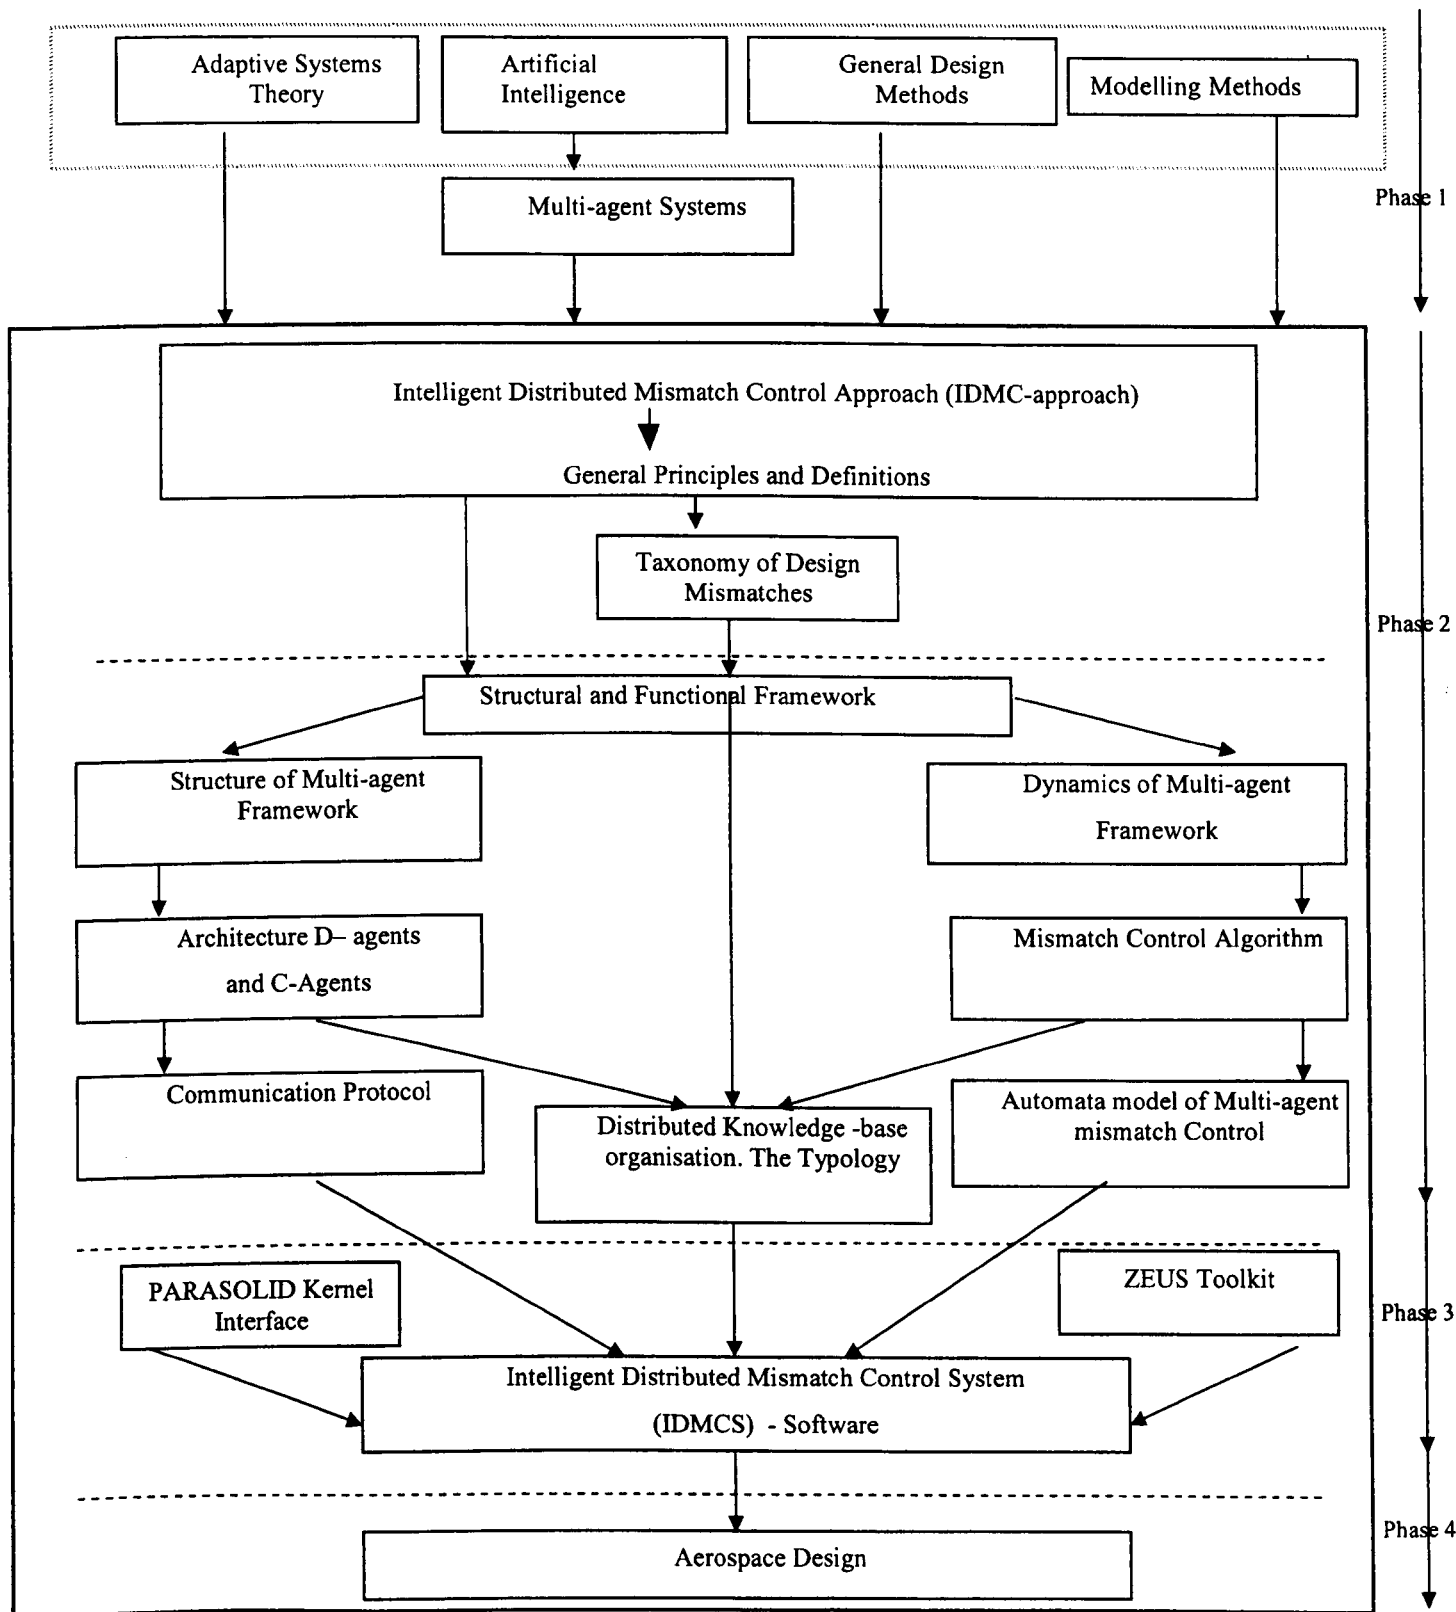 Adaptive Systems
Theory
Artificial
Intelligence
General Design
Methods
Modelling Methods
Phase 1
Multi-agent Systems
Intelligent Distributed Mismatch Control Approach (IDMC-approach)
General Principles and Definitions
Taxonomy of Design
Mismatches
Phase 2
Structural and Functional Framework
Structure of Multi-agent
Framework
Dynamics of Multi-agent
Framework
Architecture D– agents
and C-Agents
Mismatch Control Algorithm
Communication Protocol
Distributed Knowledge -base
organisation. The Typology
Automata model of Multi-agent
mismatch Control
PARASOLID Kernel
Interface
ZEUS Toolkit
Phase 3
Intelligent Distributed Mismatch Control System
(IDMCS) - Software
Phase 4
Aerospace Design